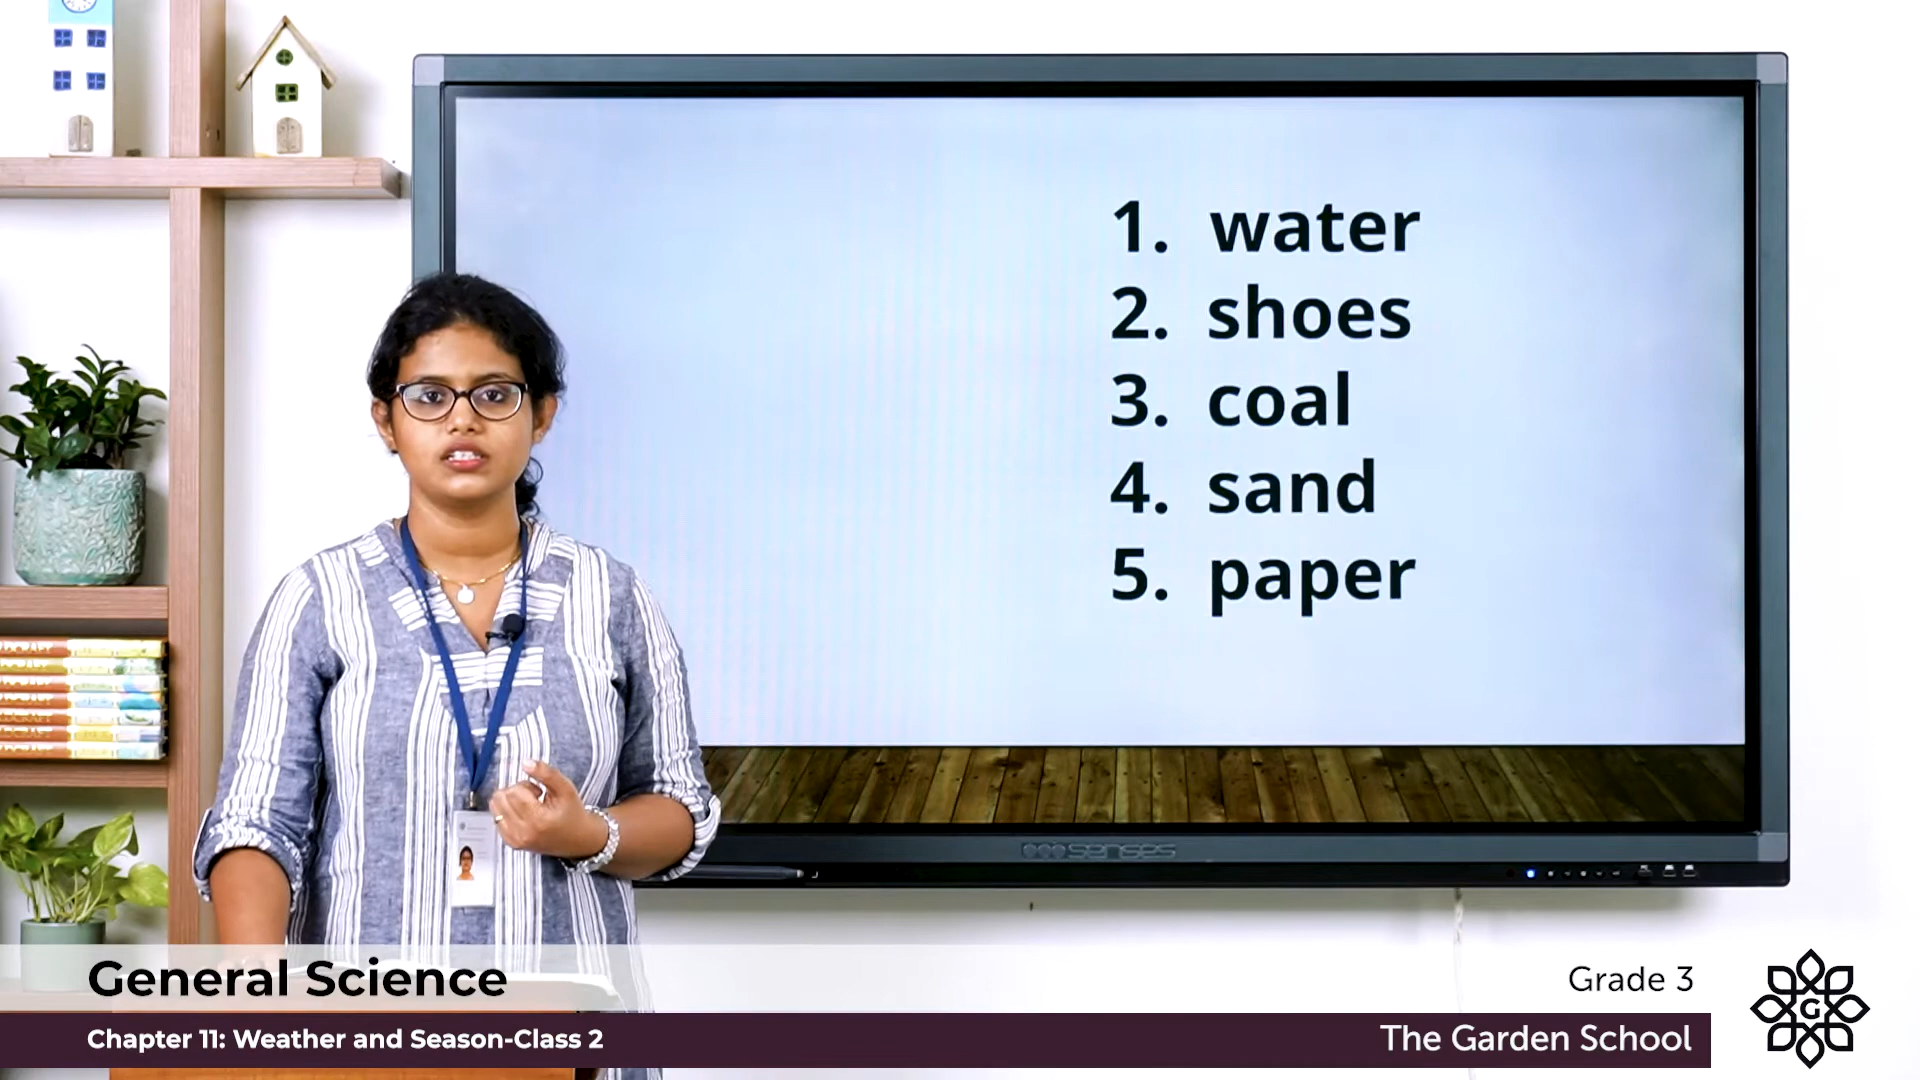 1. water
2. shoes
3. coal
4. sand
5. paper
senses
General Science
Grade 3
Chapter 11: Weather and Season-Class 2
The Garden School
G